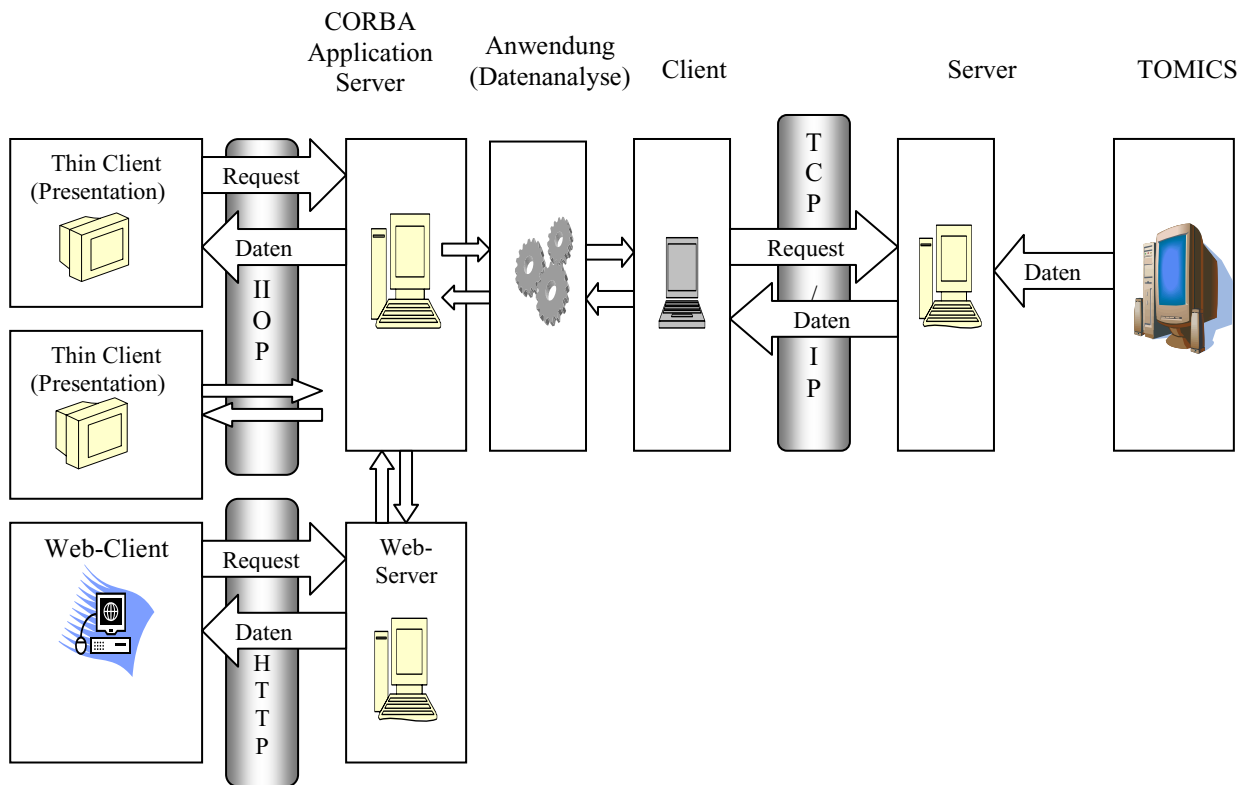 CORBA
Application
Server
Anwendung
(Datenanalyse)
Client
Server
TOMICS
Thin Client
(Presentation)
Request
Daten
I
I
O
P
T
C
P
/
I
P
Request
Daten
Daten
Thin Client
(Presentation)
Web-Client
Request
Daten
H
T
T
P
Web-
Server